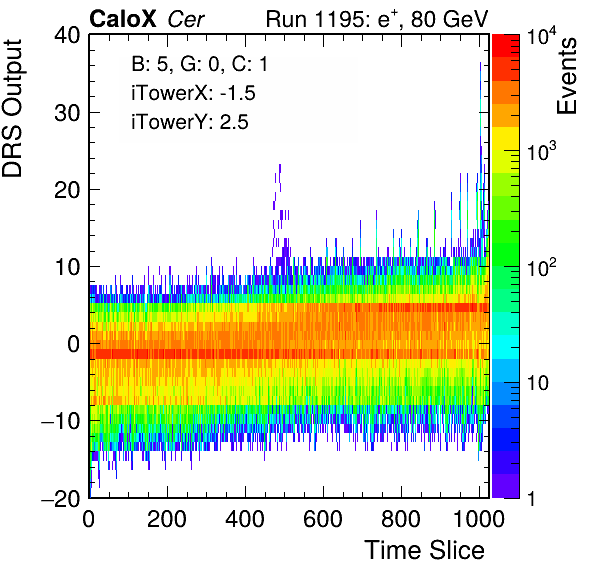 CaloX Cer Run 1195: e⁺, 80 GeV
B: 5, G: 0, C: 1
iTowerX: -1.5
iTowerY: 2.5
DRS Output
40
30
20
10
0
−10
−20
0 200 400 600 800 1000
Time Slice
Events
10⁴
10³
10²
10
1